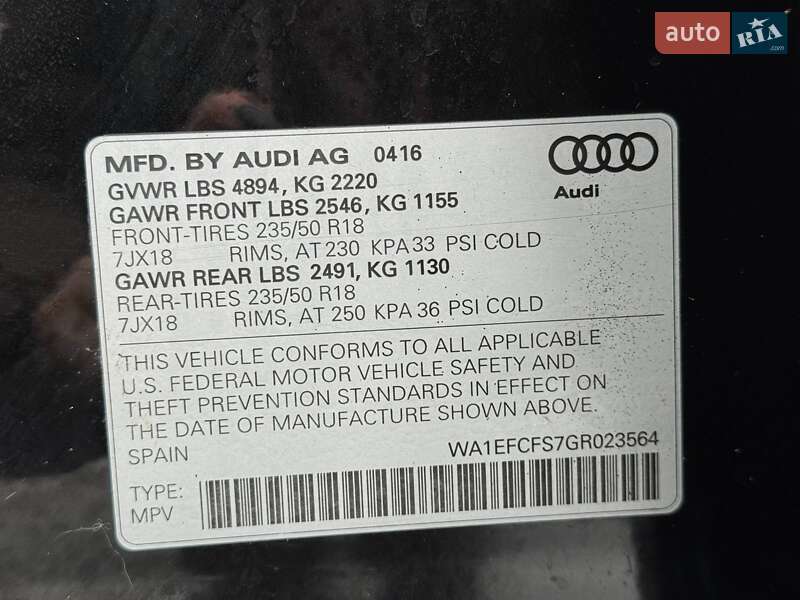 auto RIA .com
MFD. BY AUDI AG 0416
Audi
GVWR LBS 4894, KG 2220
GAWR FRONT LBS 2546, KG 1155
FRONT-TIRES 235/50 R18
7JX18 RIMS, AT 230 KPA 33 PSI COLD
GAWR REAR LBS 2491, KG 1130
REAR-TIRES 235/50 R18
7JX18 RIMS, AT 250 KPA 36 PSI COLD
THIS VEHICLE CONFORMS TO ALL APPLICABLE
U.S. FEDERAL MOTOR VEHICLE SAFETY AND
THEFT PREVENTION STANDARDS IN EFFECT ON
THE DATE OF MANUFACTURE SHOWN ABOVE.
SPAIN WA1EFCFS7GR023564
TYPE:
MPV